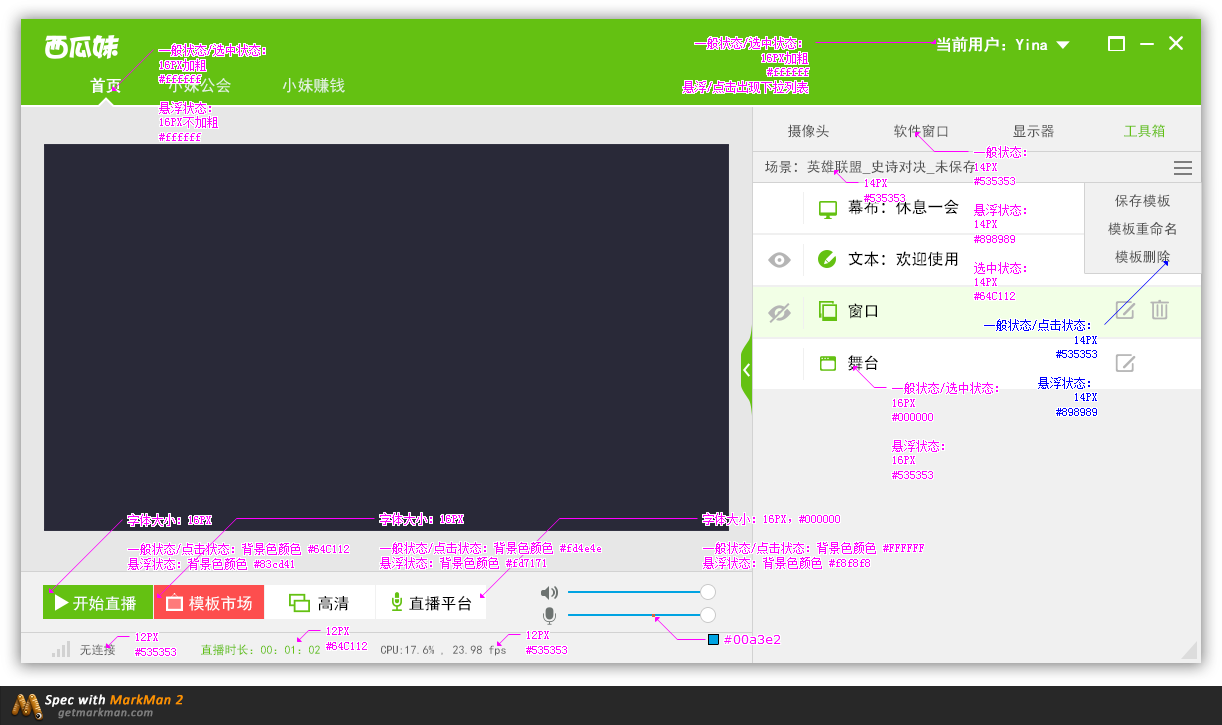 西瓜妹
一般状态/选中状态：
16PX加粗
#ffffff
悬浮状态：
16PX不加粗
#ffffff
首页
小妹公会
小妹赚钱
一般状态/选中状态：
16PX加粗
#ffffff
悬浮/点击出现下拉列表
当前用户：Yina
摄像头
软件窗口
显示器
工具箱
一般状态：
14PX
#535353
悬浮状态：
14PX
#898989
选中状态：
14PX
#64C112
场景：英雄联盟_史诗对决_未保存
14PX
#535353
保存模板
模板重命名
模板删除
幕布：休息一会
文本：欢迎使用
窗口
舞台
一般状态/点击状态：
14PX
#535353
悬浮状态：
14PX
#898989
一般状态/选中状态：
16PX
#000000
悬浮状态：
16PX
#535353
字体大小：18PX
一般状态/点击状态：背景色颜色 #64C112
悬浮状态：背景色颜色 #83cd41
字体大小：18PX
一般状态/点击状态：背景色颜色 #fd4e4e
悬浮状态：背景色颜色 #fd7171
字体大小：16PX，#000000
一般状态/点击状态：背景色颜色 #FFFFFF
悬浮状态：背景色颜色 #f8f8f8
开始直播
模板市场
高清
直播平台
#00a3e2
无连接
12PX
#535353
直播时长：00：01：02
12PX
#64C112
CPU:17.6% , 23.98 fps
12PX
#535353
Spec with MarkMan 2
getmarkman.com